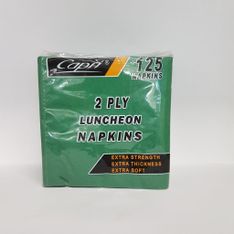 Capri®
125
NAPKINS
2 PLY
LUNCHEON
NAPKINS
EXTRA STRENGTH
EXTRA THICKNESS
EXTRA SOFT